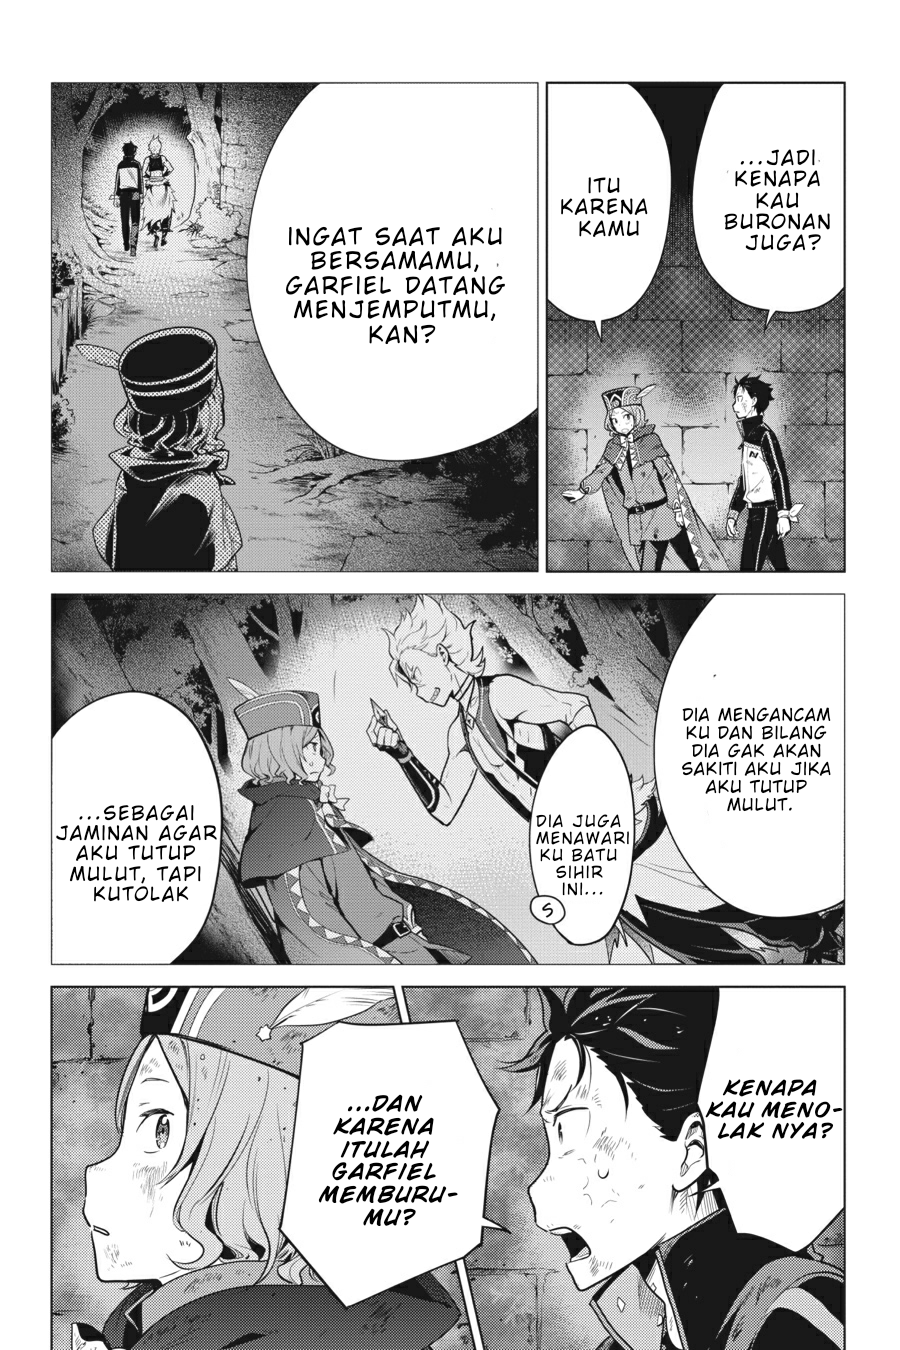 ...JADI
KENAPA
KAU
BURONAN
JUGA?
ITU
KARENA
KAMU
INGAT SAAT AKU
BERSAMAMU,
GARFIEL DATANG
MENJEMPUTMU,
KAN?
DIA MENGANCAM
KU DAN BILANG
DIA GAK AKAN
SAKITI AKU JIKA
AKU TUTUP
MULUT.
DIA JUGA
MENAWARI
KU BATU
SIHIR
INI...
...SEBAGAI
JAMINAN AGAR
AKU TUTUP
MULUT, TAPI
KUTOLAK
KENAPA
KAU MENO-
LAK NYA?
...DAN
KARENA
ITULAH
GARFIEL
MEMBURU-
MU?